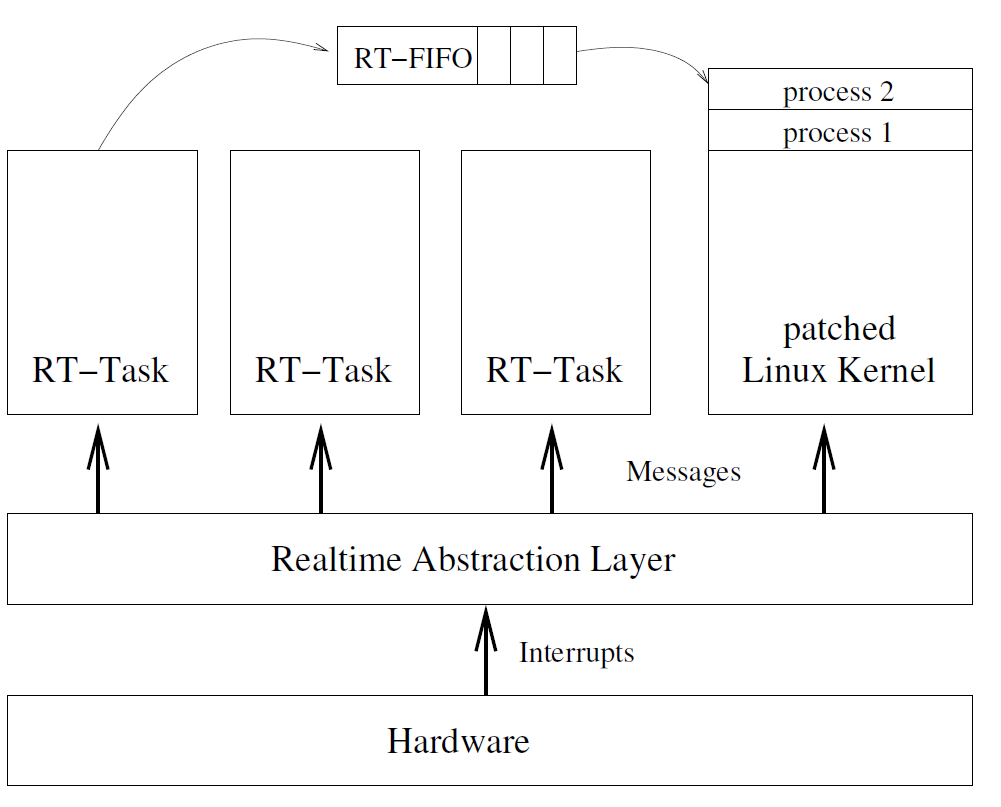 RT−FIFO
process 2
process 1
RT−Task
RT−Task
RT−Task
patched
Linux Kernel
Messages
Realtime Abstraction Layer
Interrupts
Hardware